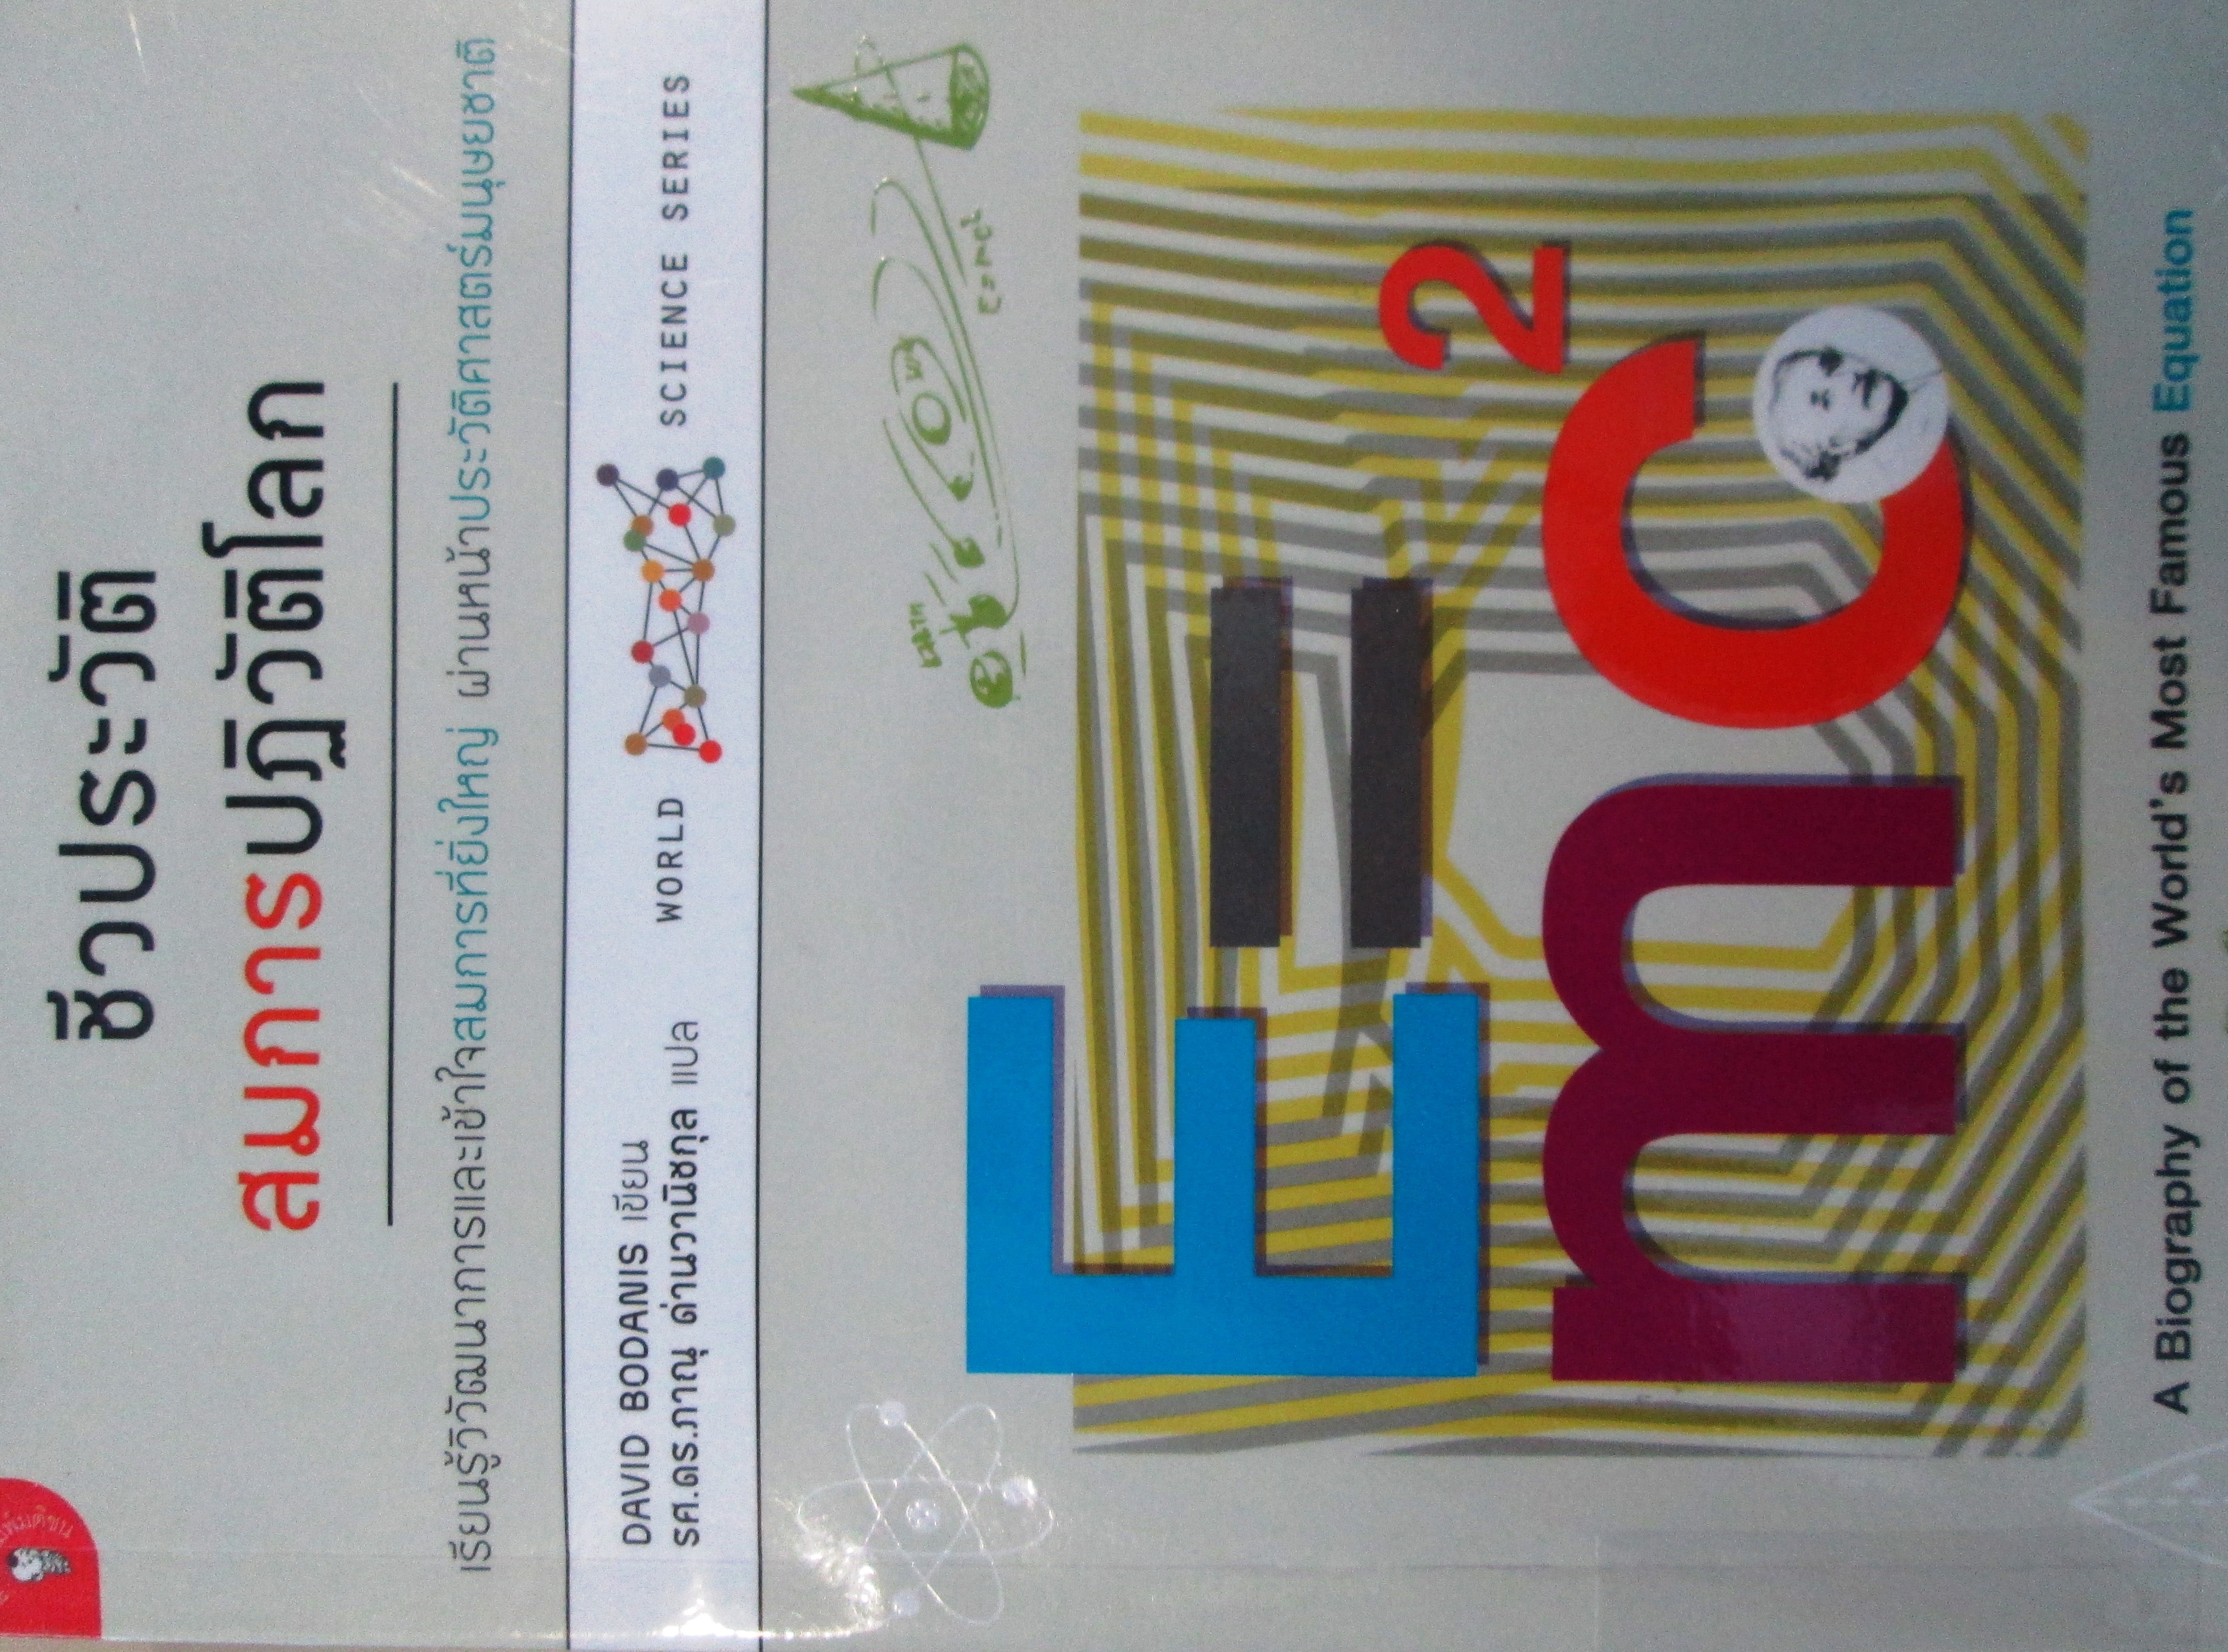 ชีวประวัติ
สมการปฏิวัติโลก
เรียนรู้วิวัฒนาการและเข้าใจสมการที่ยิ่งใหญ่ ผ่านหน้าประวัติศาสตร์มนุษยชาติ
DAVID BODANIS เขียน
รศ.ดร.ภาณุ ด่านวานิชกุล แปล
WORLD SCIENCE SERIES
E=mc²
E=
mc²
A Biography of the World's Most Famous Equation